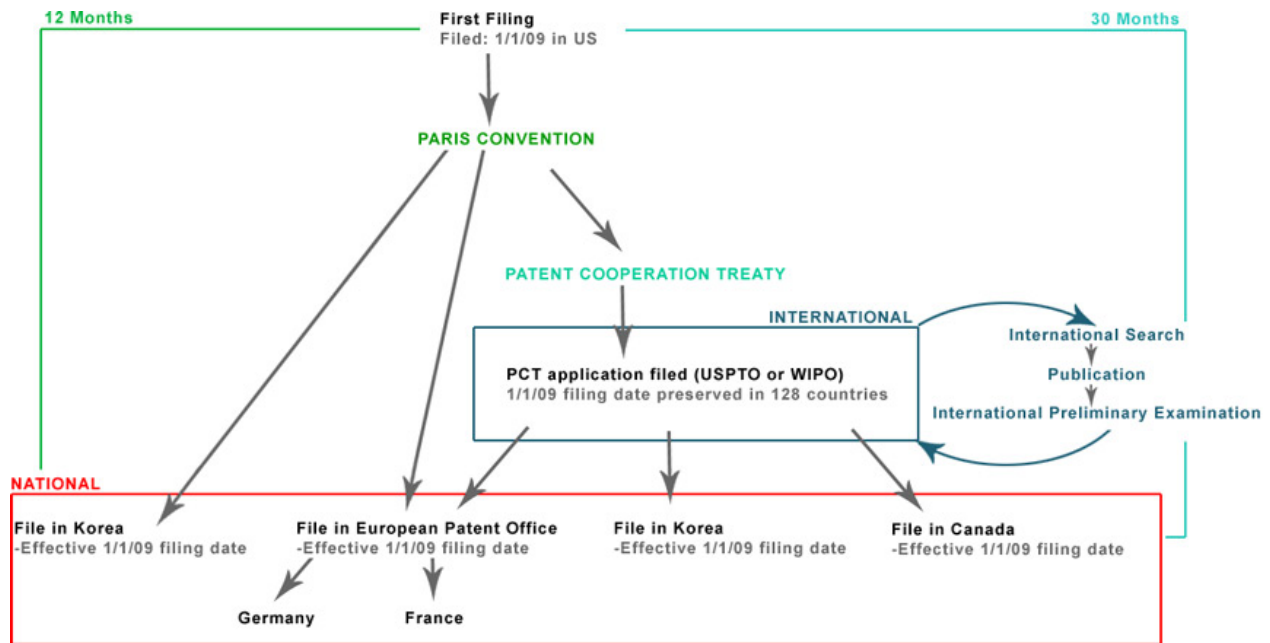 12 Months
First Filing
Filed: 1/1/09 in US
30 Months
PARIS CONVENTION
PATENT COOPERATION TREATY
INTERNATIONAL
International Search
PCT application filed (USPTO or WIPO)
1/1/09 filing date preserved in 128 countries
Publication
International Preliminary Examination
NATIONAL
File in Korea
-Effective 1/1/09 filing date
File in European Patent Office
-Effective 1/1/09 filing date
File in Korea
-Effective 1/1/09 filing date
File in Canada
-Effective 1/1/09 filing date
Germany
France